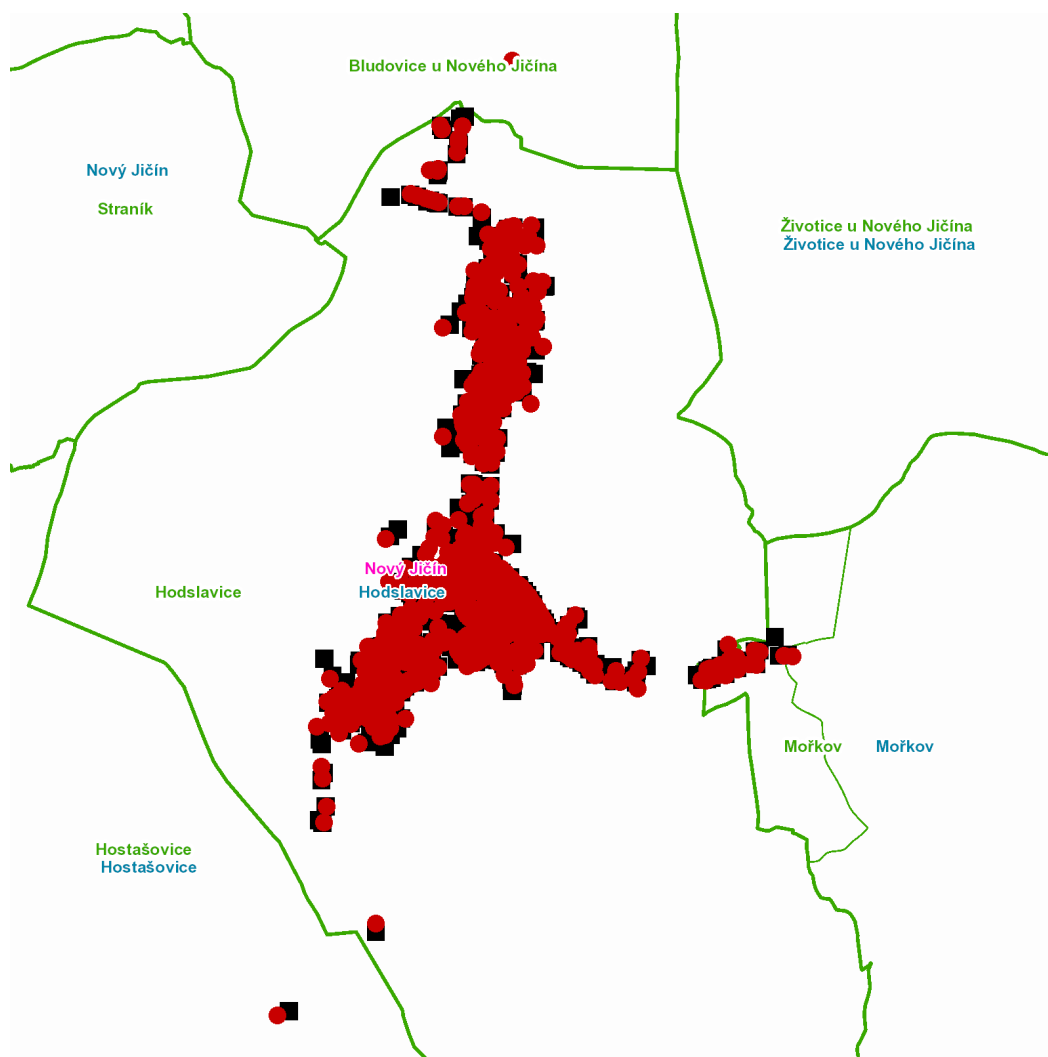 Bludovice u Nového Jičína
Nový Jičín
Straník
Životice u Nového Jičína
Životice u Nového Jičína
Nový Jičín
Hodslavice
Hodslavice
Mořkov
Mořkov
Hostašovice
Hostašovice